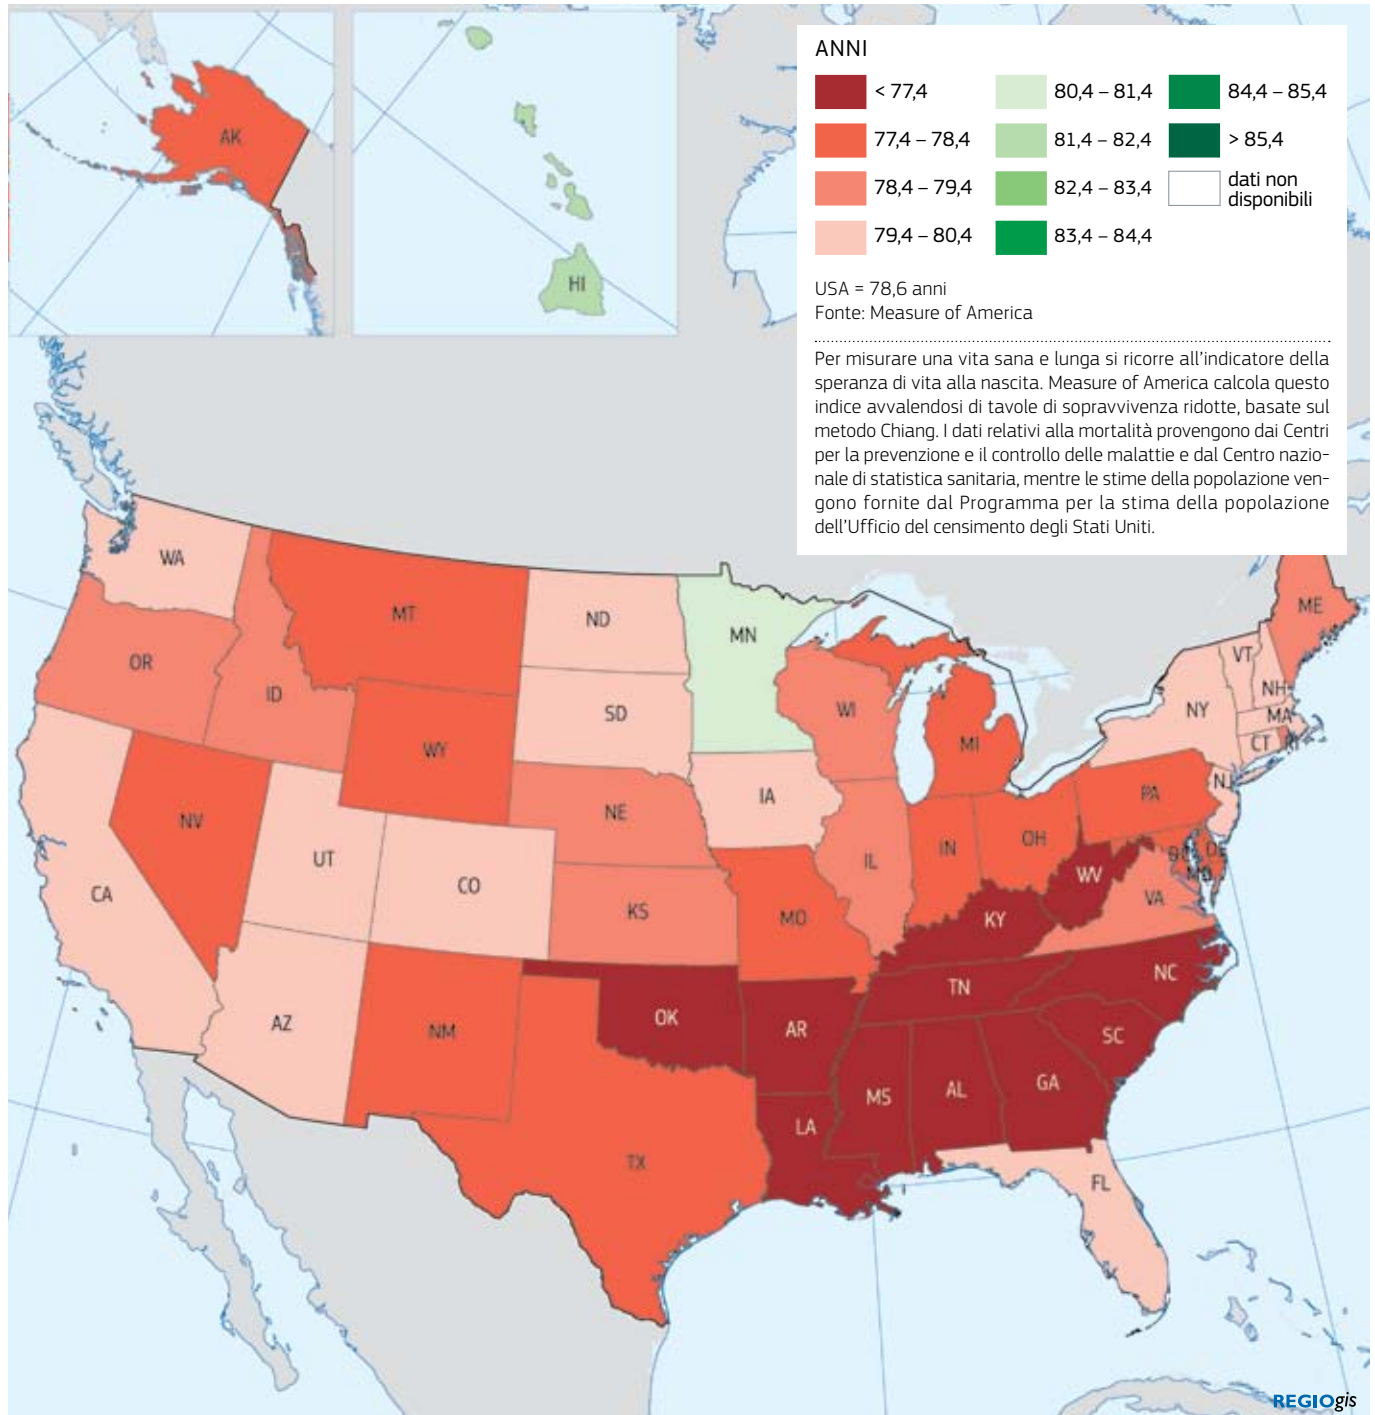 ANNI
< 77,4
77,4 – 78,4
78,4 – 79,4
79,4 – 80,4
80,4 – 81,4
81,4 – 82,4
82,4 – 83,4
83,4 – 84,4
84,4 – 85,4
> 85,4
dati non
disponibili
USA = 78,6 anni
Fonte: Measure of America
Per misurare una vita sana e lunga si ricorre all'indicatore della
speranza di vita alla nascita. Measure of America calcola questo
indice avvalendosi di tavole di sopravvivenza ridotte, basate sul
metodo Chiang. I dati relativi alla mortalità provengono dai Centri
per la prevenzione e il controllo delle malattie e dal Centro nazio-
nale di statistica sanitaria, mentre le stime della popolazione ven-
gono fornite dal Programma per la stima della popolazione
dell'Ufficio del censimento degli Stati Uniti.
AK
HI
WA
MT
ND
MN
ME
OR
ID
SD
WI
VT
NH
WY
NY
MA
MI
CT
RI
NV
NE
IA
PA
NJ
UT
CO
IL
IN
OH
DC
DE
MD
CA
KS
MO
WV
VA
KY
AZ
NM
OK
AR
TN
NC
SC
MS
AL
GA
LA
TX
FL
REGIOgis